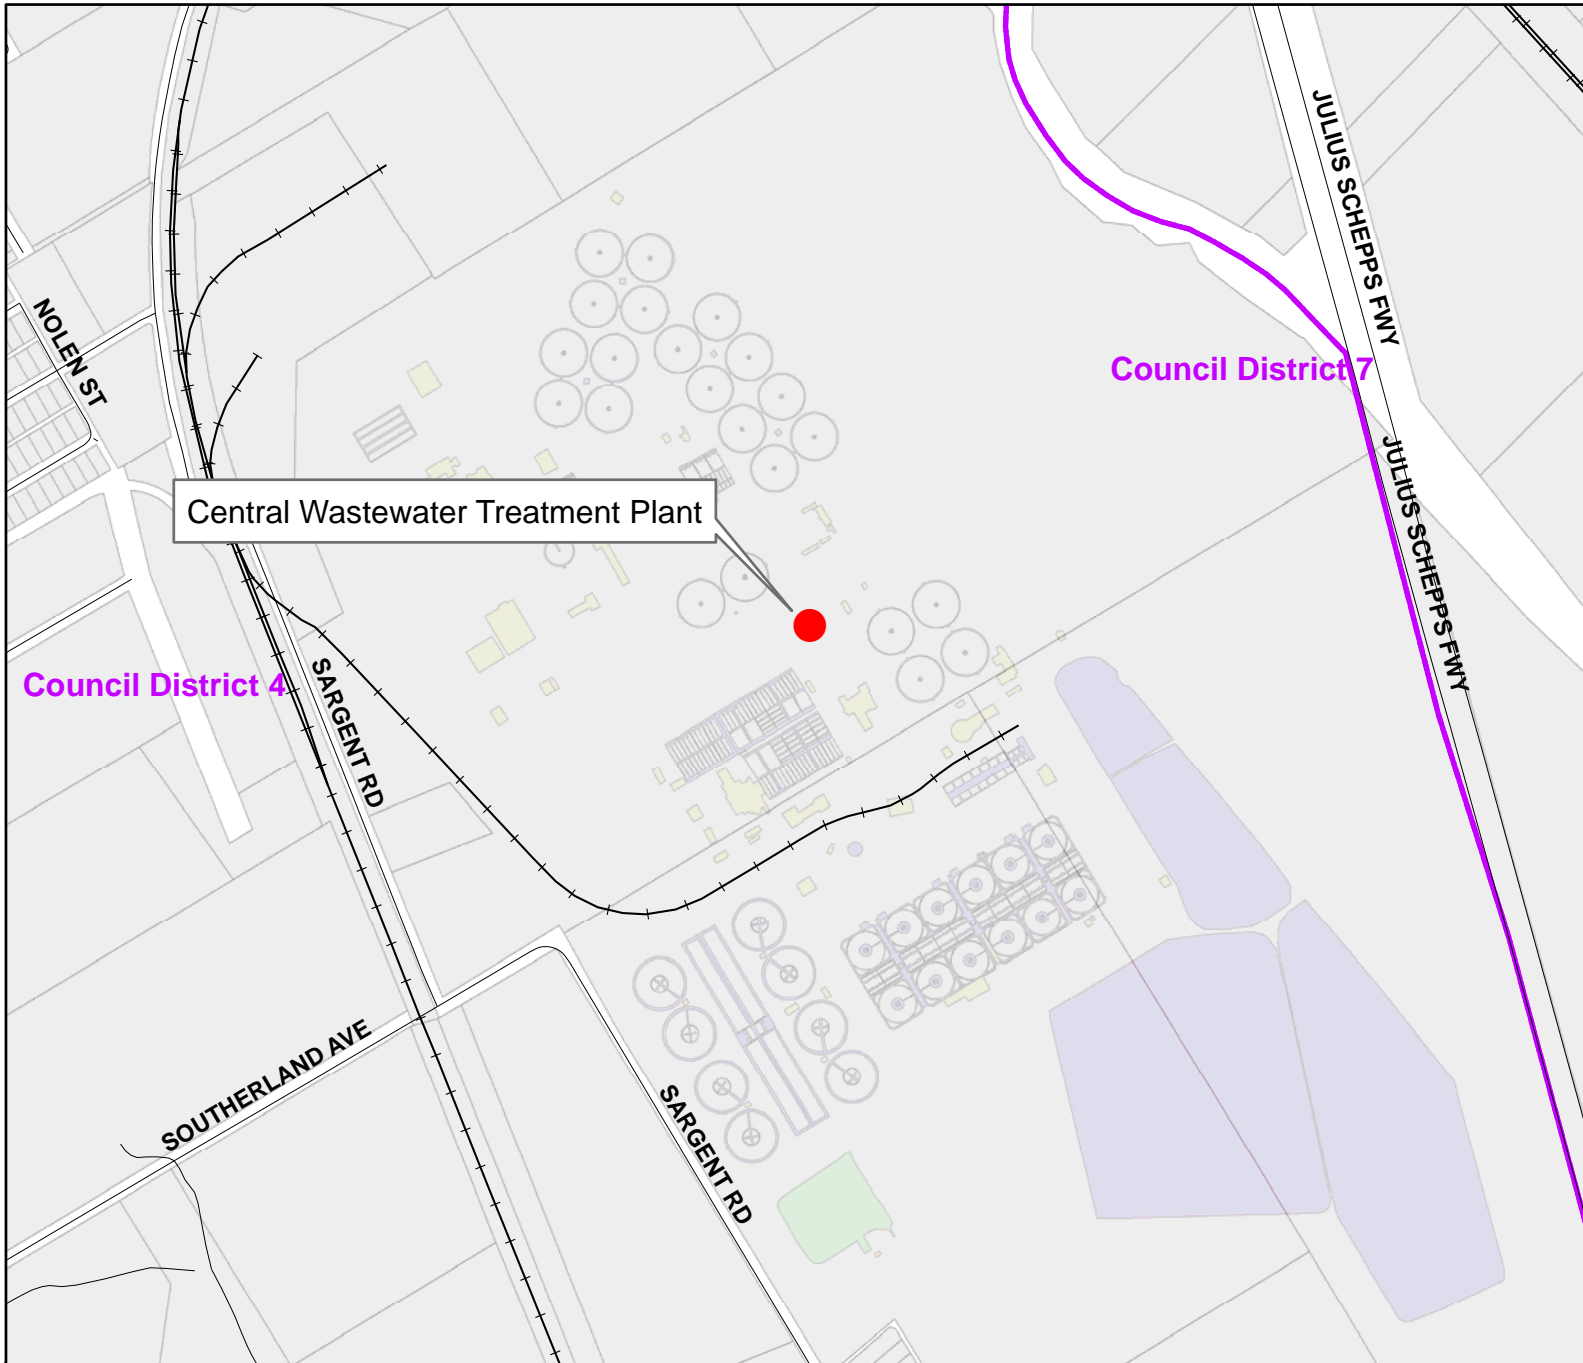 JULIUS SCHEPPS FWY
NOLEN ST
Council District 7
JULIUS SCHEPPS FWY
Central Wastewater Treatment Plant
Council District 4
SARGENT RD
SOUTHERLAND AVE
SARGENT RD